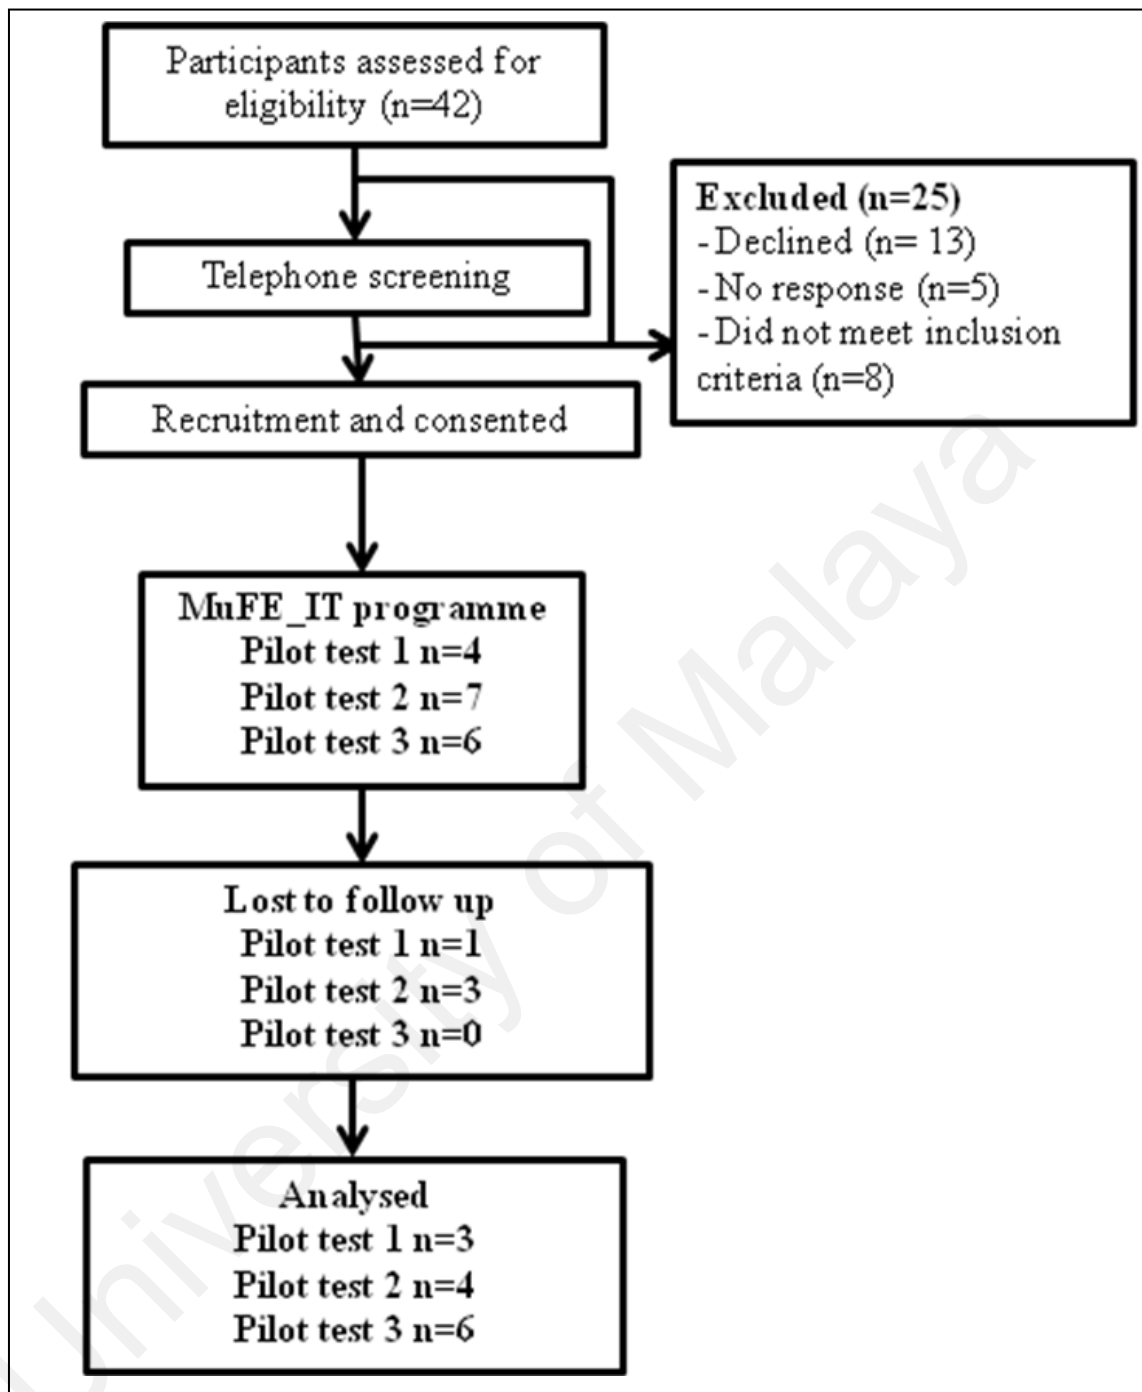 Participants assessed for
eligibility (n=42)
Excluded (n=25)
-Declined (n= 13)
-No response (n=5)
-Did not meet inclusion
criteria (n=8)
Telephone screening
Recruitment and consented
MuFE_IT programme
Pilot test 1 n=4
Pilot test 2 n=7
Pilot test 3 n=6
Lost to follow up
Pilot test 1 n=1
Pilot test 2 n=3
Pilot test 3 n=0
Analysed
Pilot test 1 n=3
Pilot test 2 n=4
Pilot test 3 n=6
University of Malaya